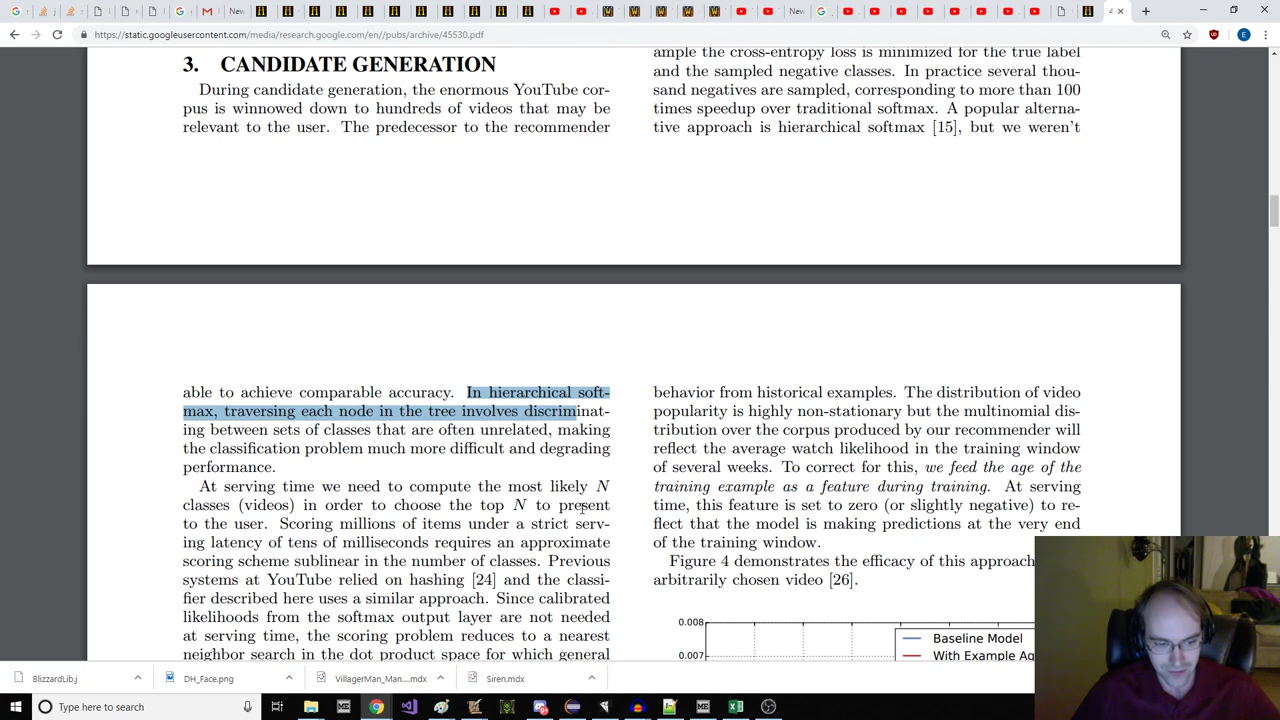 New
New
4
https://static.googleusercontent.com/media/research.google.com/en//pubs/archive/45530.pdf
E
3. CANDIDATE GENERATION
During candidate generation, the enormous YouTube cor-
pus is winnowed down to hundreds of videos that may be
relevant to the user. The predecessor to the recommender
ample the cross-entropy loss is minimized for the true label
and the sampled negative classes. In practice several thou-
sand negatives are sampled, corresponding to more than 100
times speedup over traditional softmax. A popular alterna-
tive approach is hierarchical softmax [15], but we weren't
able to achieve comparable accuracy. In hierarchical soft-
max, traversing each node in the tree involves discriminat-
ing between sets of classes that are often unrelated, making
the classification problem much more difficult and degrading
performance.
At serving time we need to compute the most likely N
classes (videos) in order to choose the top N to present
to the user. Scoring millions of items under a strict serv-
ing latency of tens of milliseconds requires an approximate
scoring scheme sublinear in the number of classes. Previous
systems at YouTube relied on hashing [24] and the classi-
fier described here uses a similar approach. Since calibrated
likelihoods from the softmax output layer are not needed
at serving time, the scoring problem reduces to a nearest
neighbor search in the dot product space for which general
behavior from historical examples. The distribution of video
popularity is highly non-stationary but the multinomial dis-
tribution over the corpus produced by our recommender will
reflect the average watch likelihood in the training window
of several weeks. To correct for this, we feed the age of the
training example as a feature during training. At serving
time, this feature is set to zero (or slightly negative) to re-
flect that the model is making predictions at the very end
of the training window.
Figure 4 demonstrates the efficacy of this approach
arbitrarily chosen video [26].
0.008
0.007
Baseline Model
With Example Ag
BlizzardLib.j
DH_Face.png
VillagerMan_Man....mdx
Siren.mdx
Type here to search